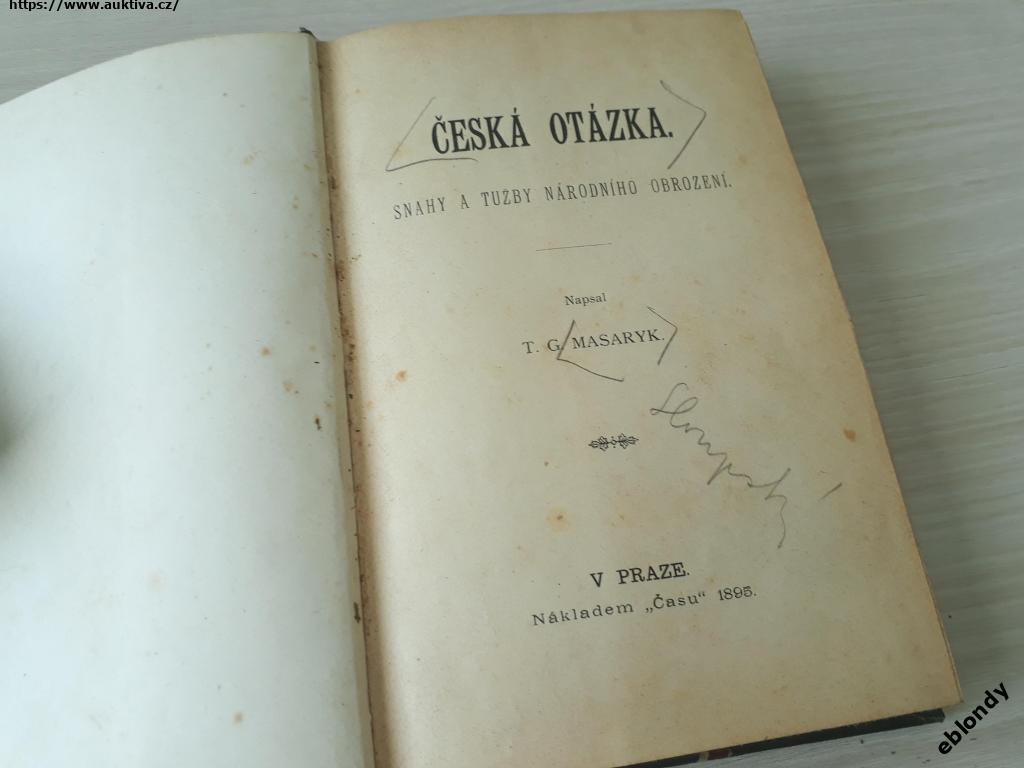 https://www.auktiva.cz/
ČESKÁ OTÁZKA.
SNAHY A TUŽBY NÁRODNÍHO OBROZENÍ.
Napsal
T. G. MASARYK.
V PRAZE.
Nákladem „Času“ 1895.
eblondy